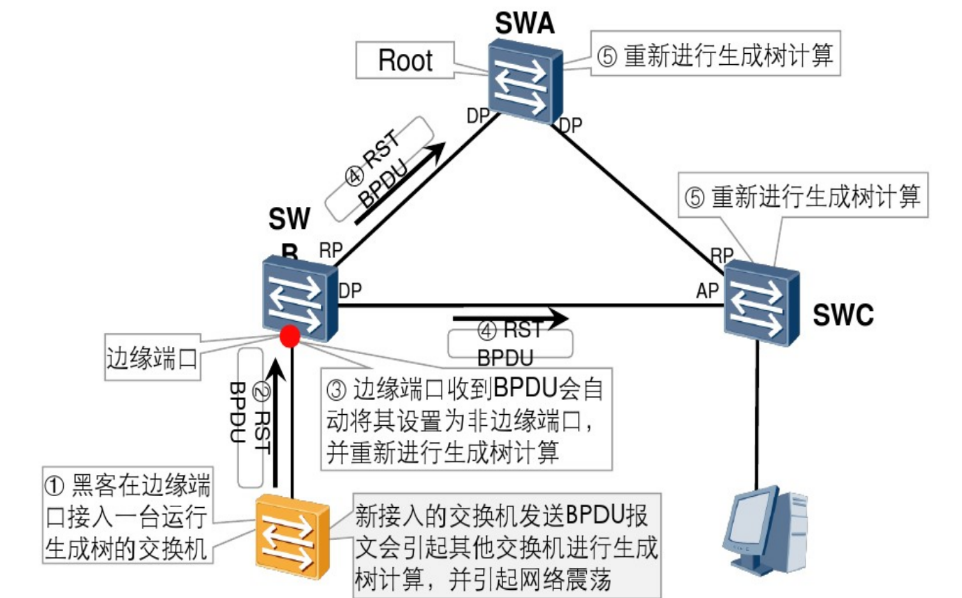 SWA
Root
⑤ 重新进行生成树计算
DP
DP
④ RST
BPDU
⑤ 重新进行生成树计算
SW
B
RP
RP
DP
AP
SWC
④ RST
BPDU
边缘端口
② RST
BPDU
③ 边缘端口收到BPDU会自
动将其设置为非边缘端口，
并重新进行生成树计算
① 黑客在边缘端
口接入一台运行
生成树的交换机
新接入的交换机发送BPDU报
文会引起其他交换机进行生成
树计算，并引起网络震荡